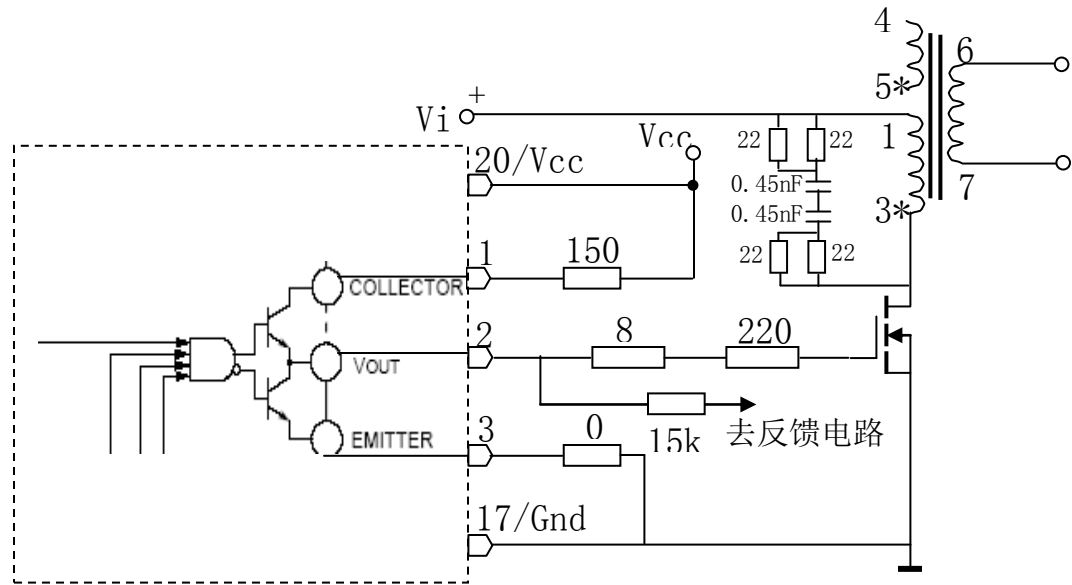 4
6
5*
Vi
+
1
Vcc
22
22
20/Vcc
0.45nF
7
0.45nF
3*
1
150
22
22
COLLECTOR
2
8
220
VOUT
3
0
15k
去反馈电路
EMITTER
17/Gnd